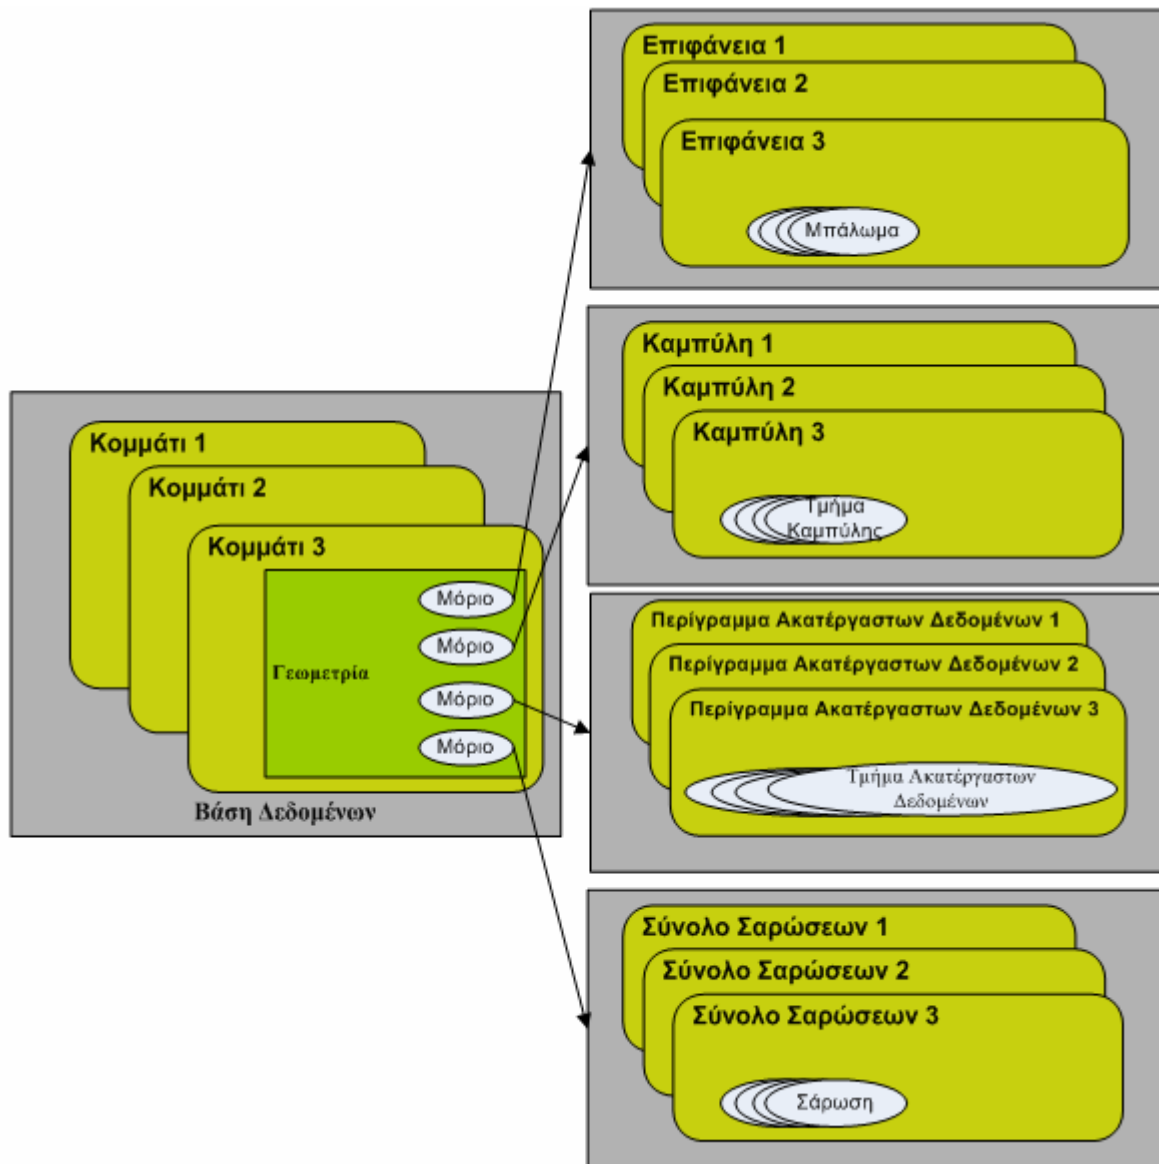 Επιφάνεια 1
Επιφάνεια 2
Επιφάνεια 3
Μπάλωμα
Καμπύλη 1
Καμπύλη 2
Καμπύλη 3
Τμήμα
Καμπύλης
Κομμάτι 1
Κομμάτι 2
Κομμάτι 3
Μόριο
Μόριο
Γεωμετρία
Μόριο
Μόριο
Βάση Δεδομένων
Περίγραμμα Ακατέργαστων Δεδομένων 1
Περίγραμμα Ακατέργαστων Δεδομένων 2
Περίγραμμα Ακατέργαστων Δεδομένων 3
Τμήμα Ακατέργαστων
Δεδομένων
Σύνολο Σαρώσεων 1
Σύνολο Σαρώσεων 2
Σύνολο Σαρώσεων 3
Σάρωση